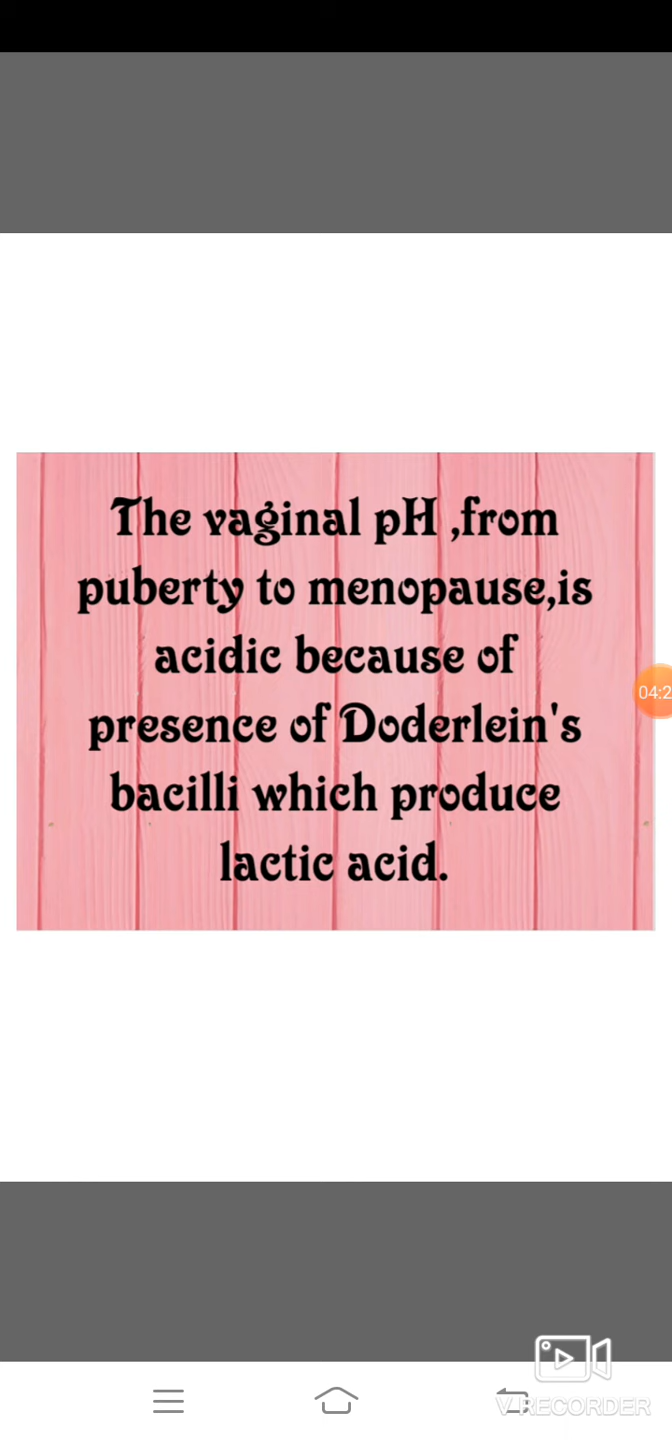 The vaginal pH ,from
puberty to menopause,is
acidic because of
presence of Doderlein's
bacilli which produce
lactic acid.
04:2
V RECORDER